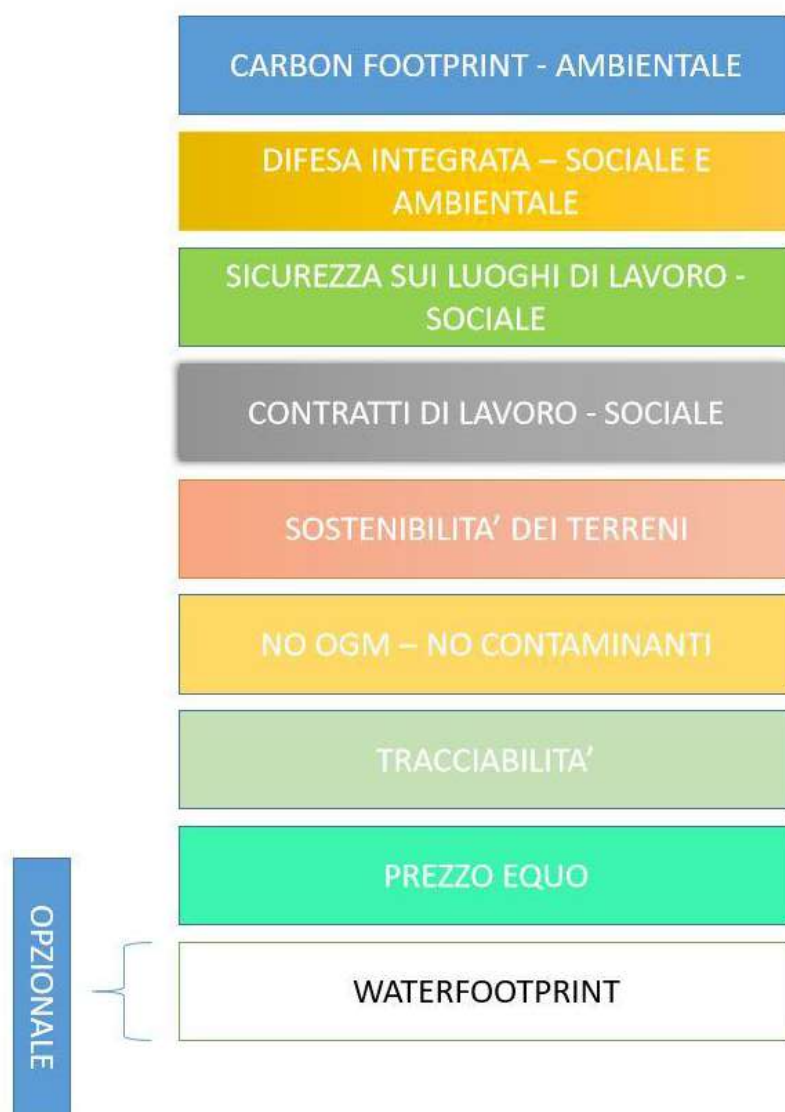 CARBON FOOTPRINT - AMBIENTALE
DIFESA INTEGRATA – SOCIALE E
AMBIENTALE
SICUREZZA SUI LUOGHI DI LAVORO -
SOCIALE
CONTRATTI DI LAVORO - SOCIALE
SOSTENIBILITA’ DEI TERRENI
NO OGM – NO CONTAMINANTI
TRACCIABILITA’
PREZZO EQUO
OPZIONALE
WATERFOOTPRINT